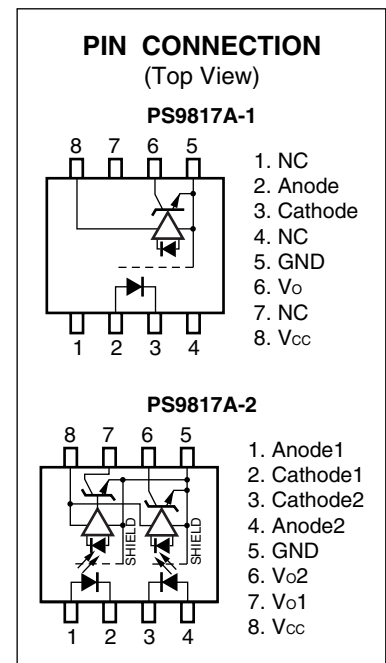 PIN CONNECTION
(Top View)
PS9817A-1
8 7 6 5
1 2 3 4
1. NC
2. Anode
3. Cathode
4. NC
5. GND
6. Vo
7. NC
8. Vcc
PS9817A-2
8 7 6 5
SHIELD
SHIELD
1 2 3 4
1. Anode1
2. Cathode1
3. Cathode2
4. Anode2
5. GND
6. Vo2
7. Vo1
8. Vcc